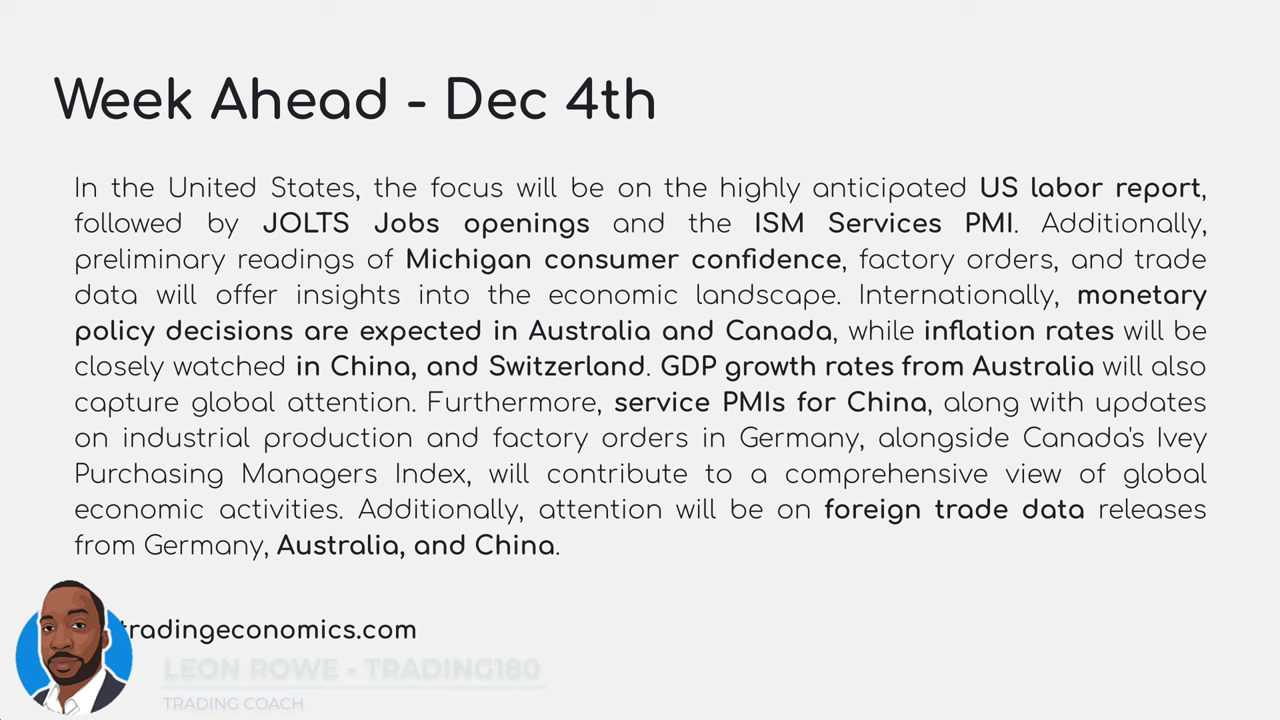 Week Ahead - Dec 4th
In the United States, the focus will be on the highly anticipated US labor report,
followed by JOLTS Jobs openings and the ISM Services PMI. Additionally,
preliminary readings of Michigan consumer confidence, factory orders, and trade
data will offer insights into the economic landscape. Internationally, monetary
policy decisions are expected in Australia and Canada, while inflation rates will be
closely watched in China, and Switzerland. GDP growth rates from Australia will also
capture global attention. Furthermore, service PMIs for China, along with updates
on industrial production and factory orders in Germany, alongside Canada's Ivey
Purchasing Managers Index, will contribute to a comprehensive view of global
economic activities. Additionally, attention will be on foreign trade data releases
from Germany, Australia, and China.
tradingeconomics.com
LEON ROWE - TRADING180
TRADING COACH